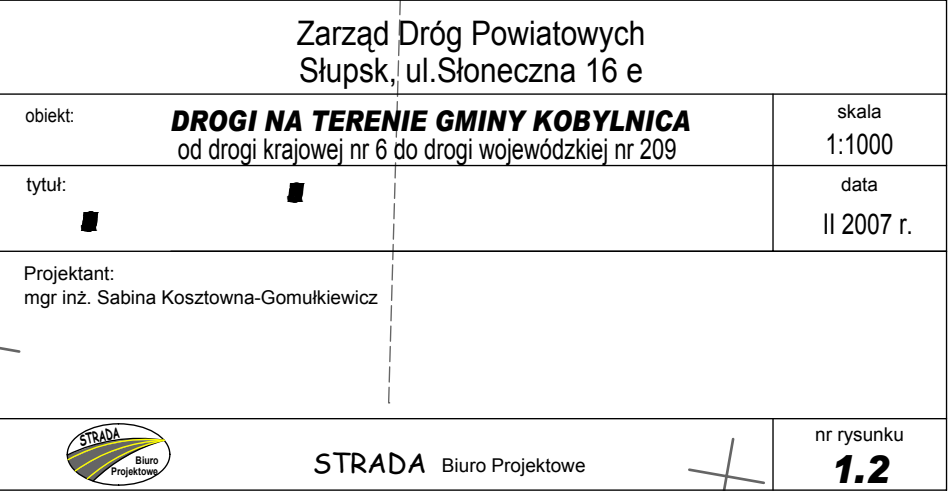 Zarząd Dróg Powiatowych
Słupsk, ul.Słoneczna 16 e
obiekt:
DROGI NA TERENIE GMINY KOBYLNICA
od drogi krajowej nr 6 do drogi wojewódzkiej nr 209
skala
1:1000
tytuł:
data
II 2007 r.
Projektant:
mgr inż. Sabina Kosztowna-Gomułkiewicz
STRADA
Biuro
Projektowe
STRADA Biuro Projektowe
nr rysunku
1.2